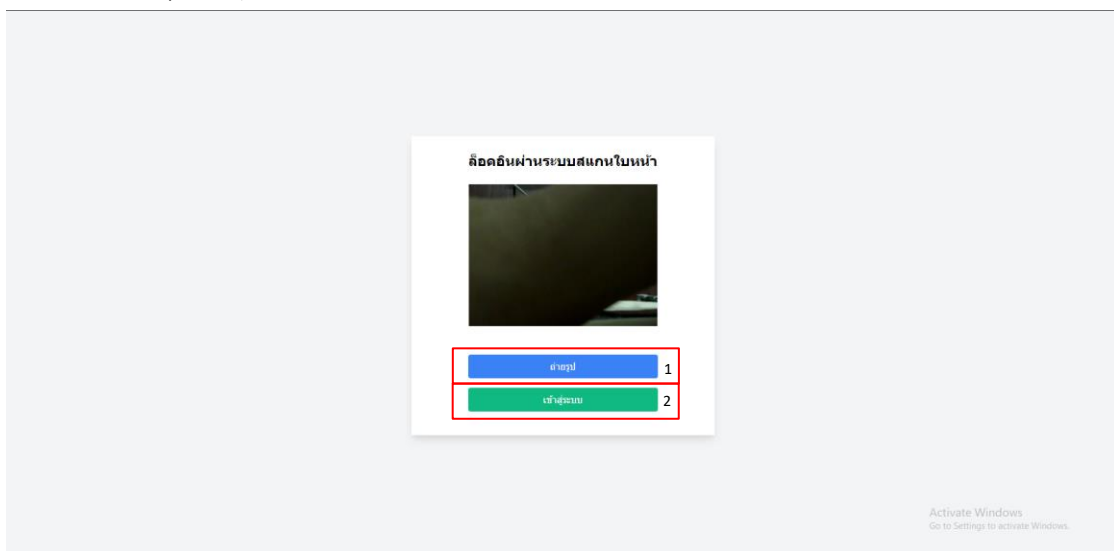 ล็อคอินผ่านระบบสแกนใบหน้า
ถ่ายรูป 1
เข้าสู่ระบบ 2
Activate Windows
Go to Settings to activate Windows.